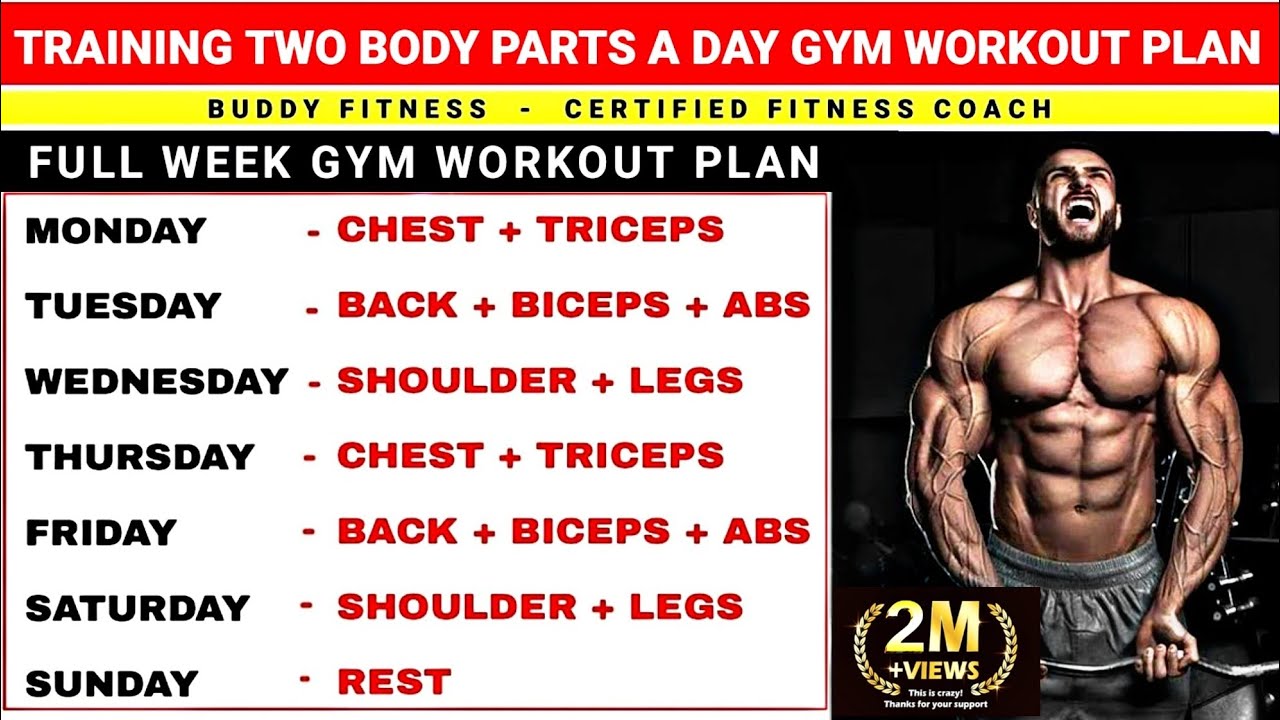 TRAINING TWO BODY PARTS A DAY GYM WORKOUT PLAN
BUDDY FITNESS - CERTIFIED FITNESS COACH
FULL WEEK GYM WORKOUT PLAN
MONDAY - CHEST + TRICEPS
TUESDAY - BACK + BICEPS + ABS
WEDNESDAY - SHOULDER + LEGS
THURSDAY - CHEST + TRICEPS
FRIDAY - BACK + BICEPS + ABS
SATURDAY - SHOULDER + LEGS
SUNDAY - REST
2M
+VIEWS
This is crazy!
Thanks for your support